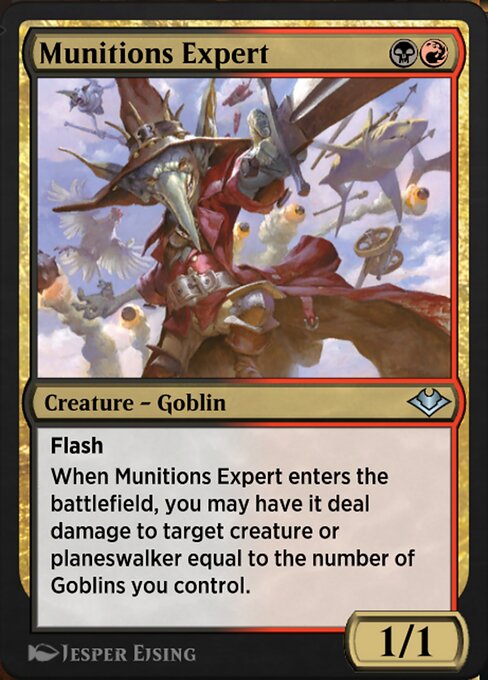 Munitions Expert
Creature – Goblin
Flash
When Munitions Expert enters the
battlefield, you may have it deal
damage to target creature or
planeswalker equal to the number of
Goblins you control.
1/1
Jesper Ejsing